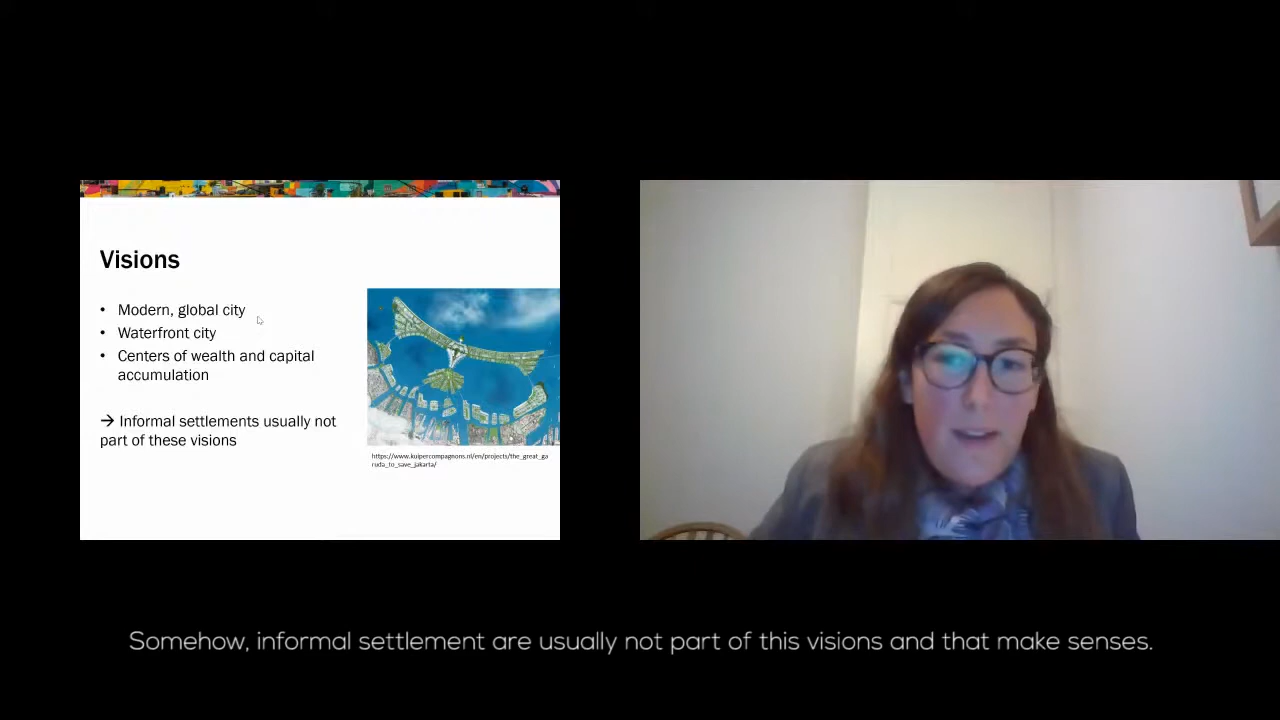 Visions
• Modern, global city
• Waterfront city
• Centers of wealth and capital
accumulation
→ Informal settlements usually not
part of these visions
https://www.kuipercompagnons.nl/en/projects/the_great_ga
ruda_to_save_jakarta/
Somehow, informal settlement are usually not part of this visions and that make senses.